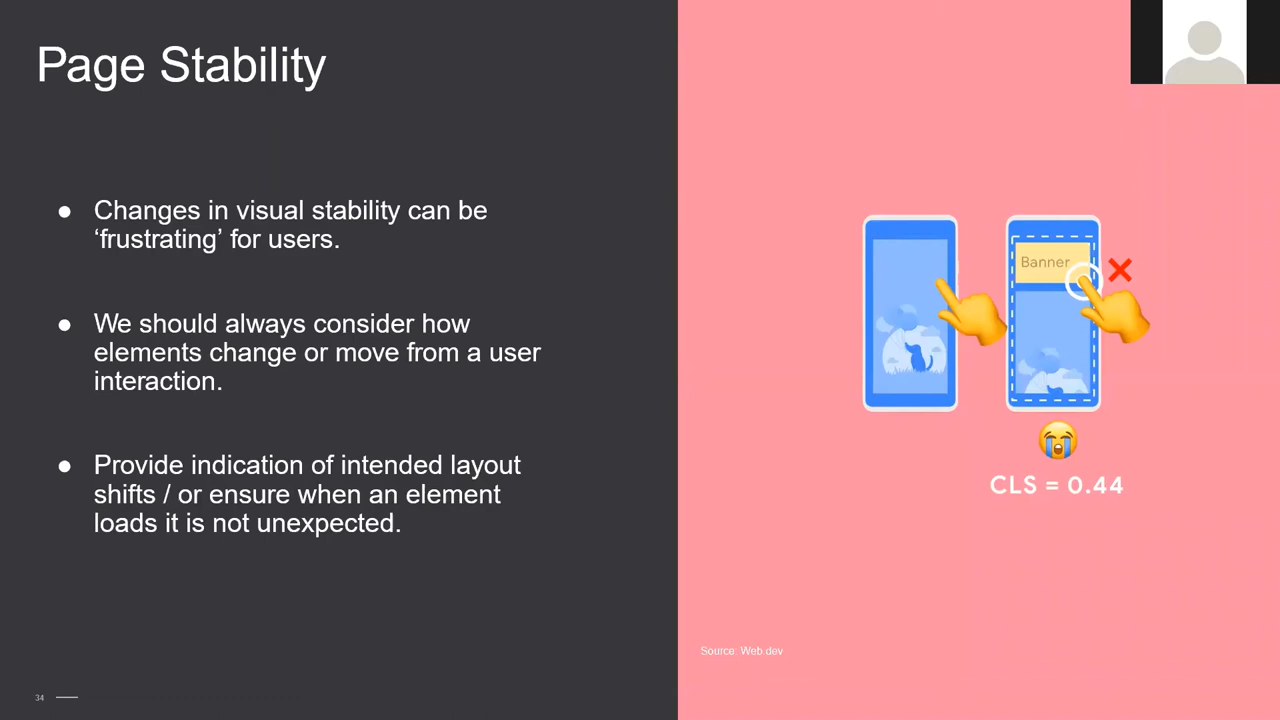 Page Stability
● Changes in visual stability can be
‘frustrating’ for users.
● We should always consider how
elements change or move from a user
interaction.
● Provide indication of intended layout
shifts / or ensure when an element
loads it is not unexpected.
Banner
CLS = 0.44
Source: Web.dev
34